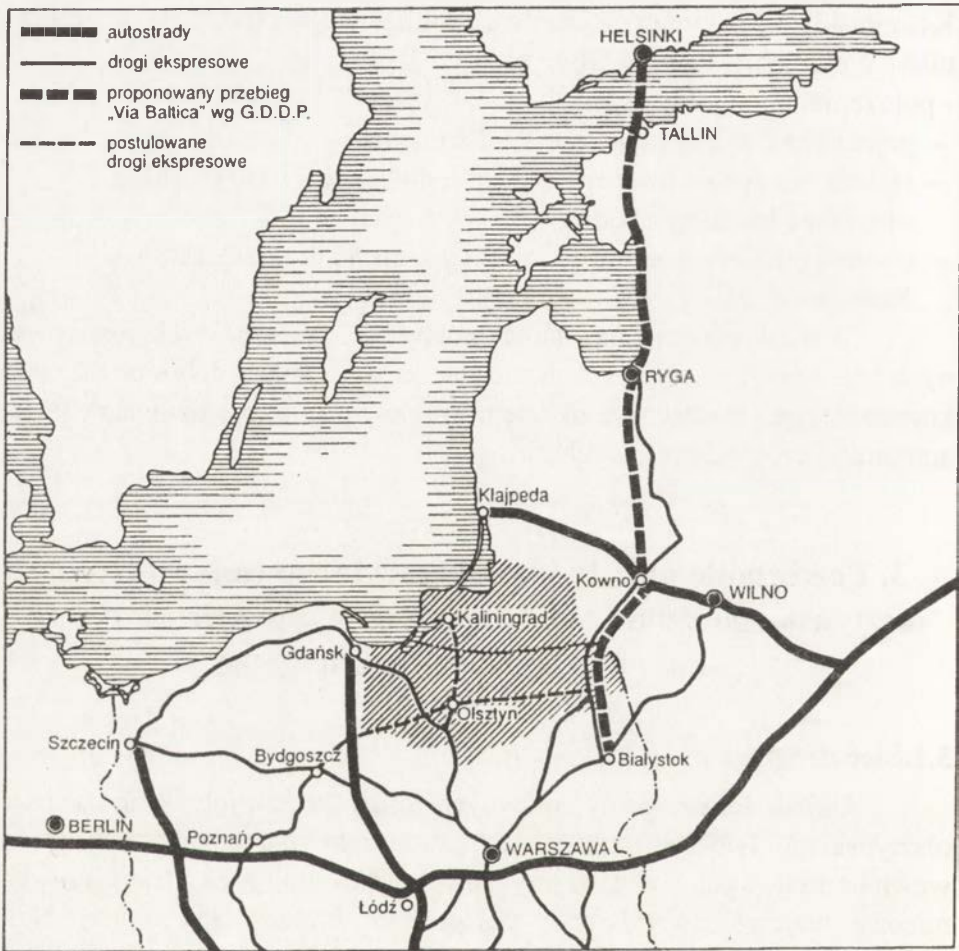 autostrady
drogi ekspresowe
proponowany przebieg
„Via Baltica” wg G.D.D.P.
postulowane
drogi ekspresowe
HELSINKI
TALLIN
RYGA
Kłajpeda
Kowno
WILNO
Kaliningrad
Gdańsk
Olsztyn
Szczecin
Bydgoszcz
Białystok
BERLIN
Poznań
WARSZAWA
Łódź